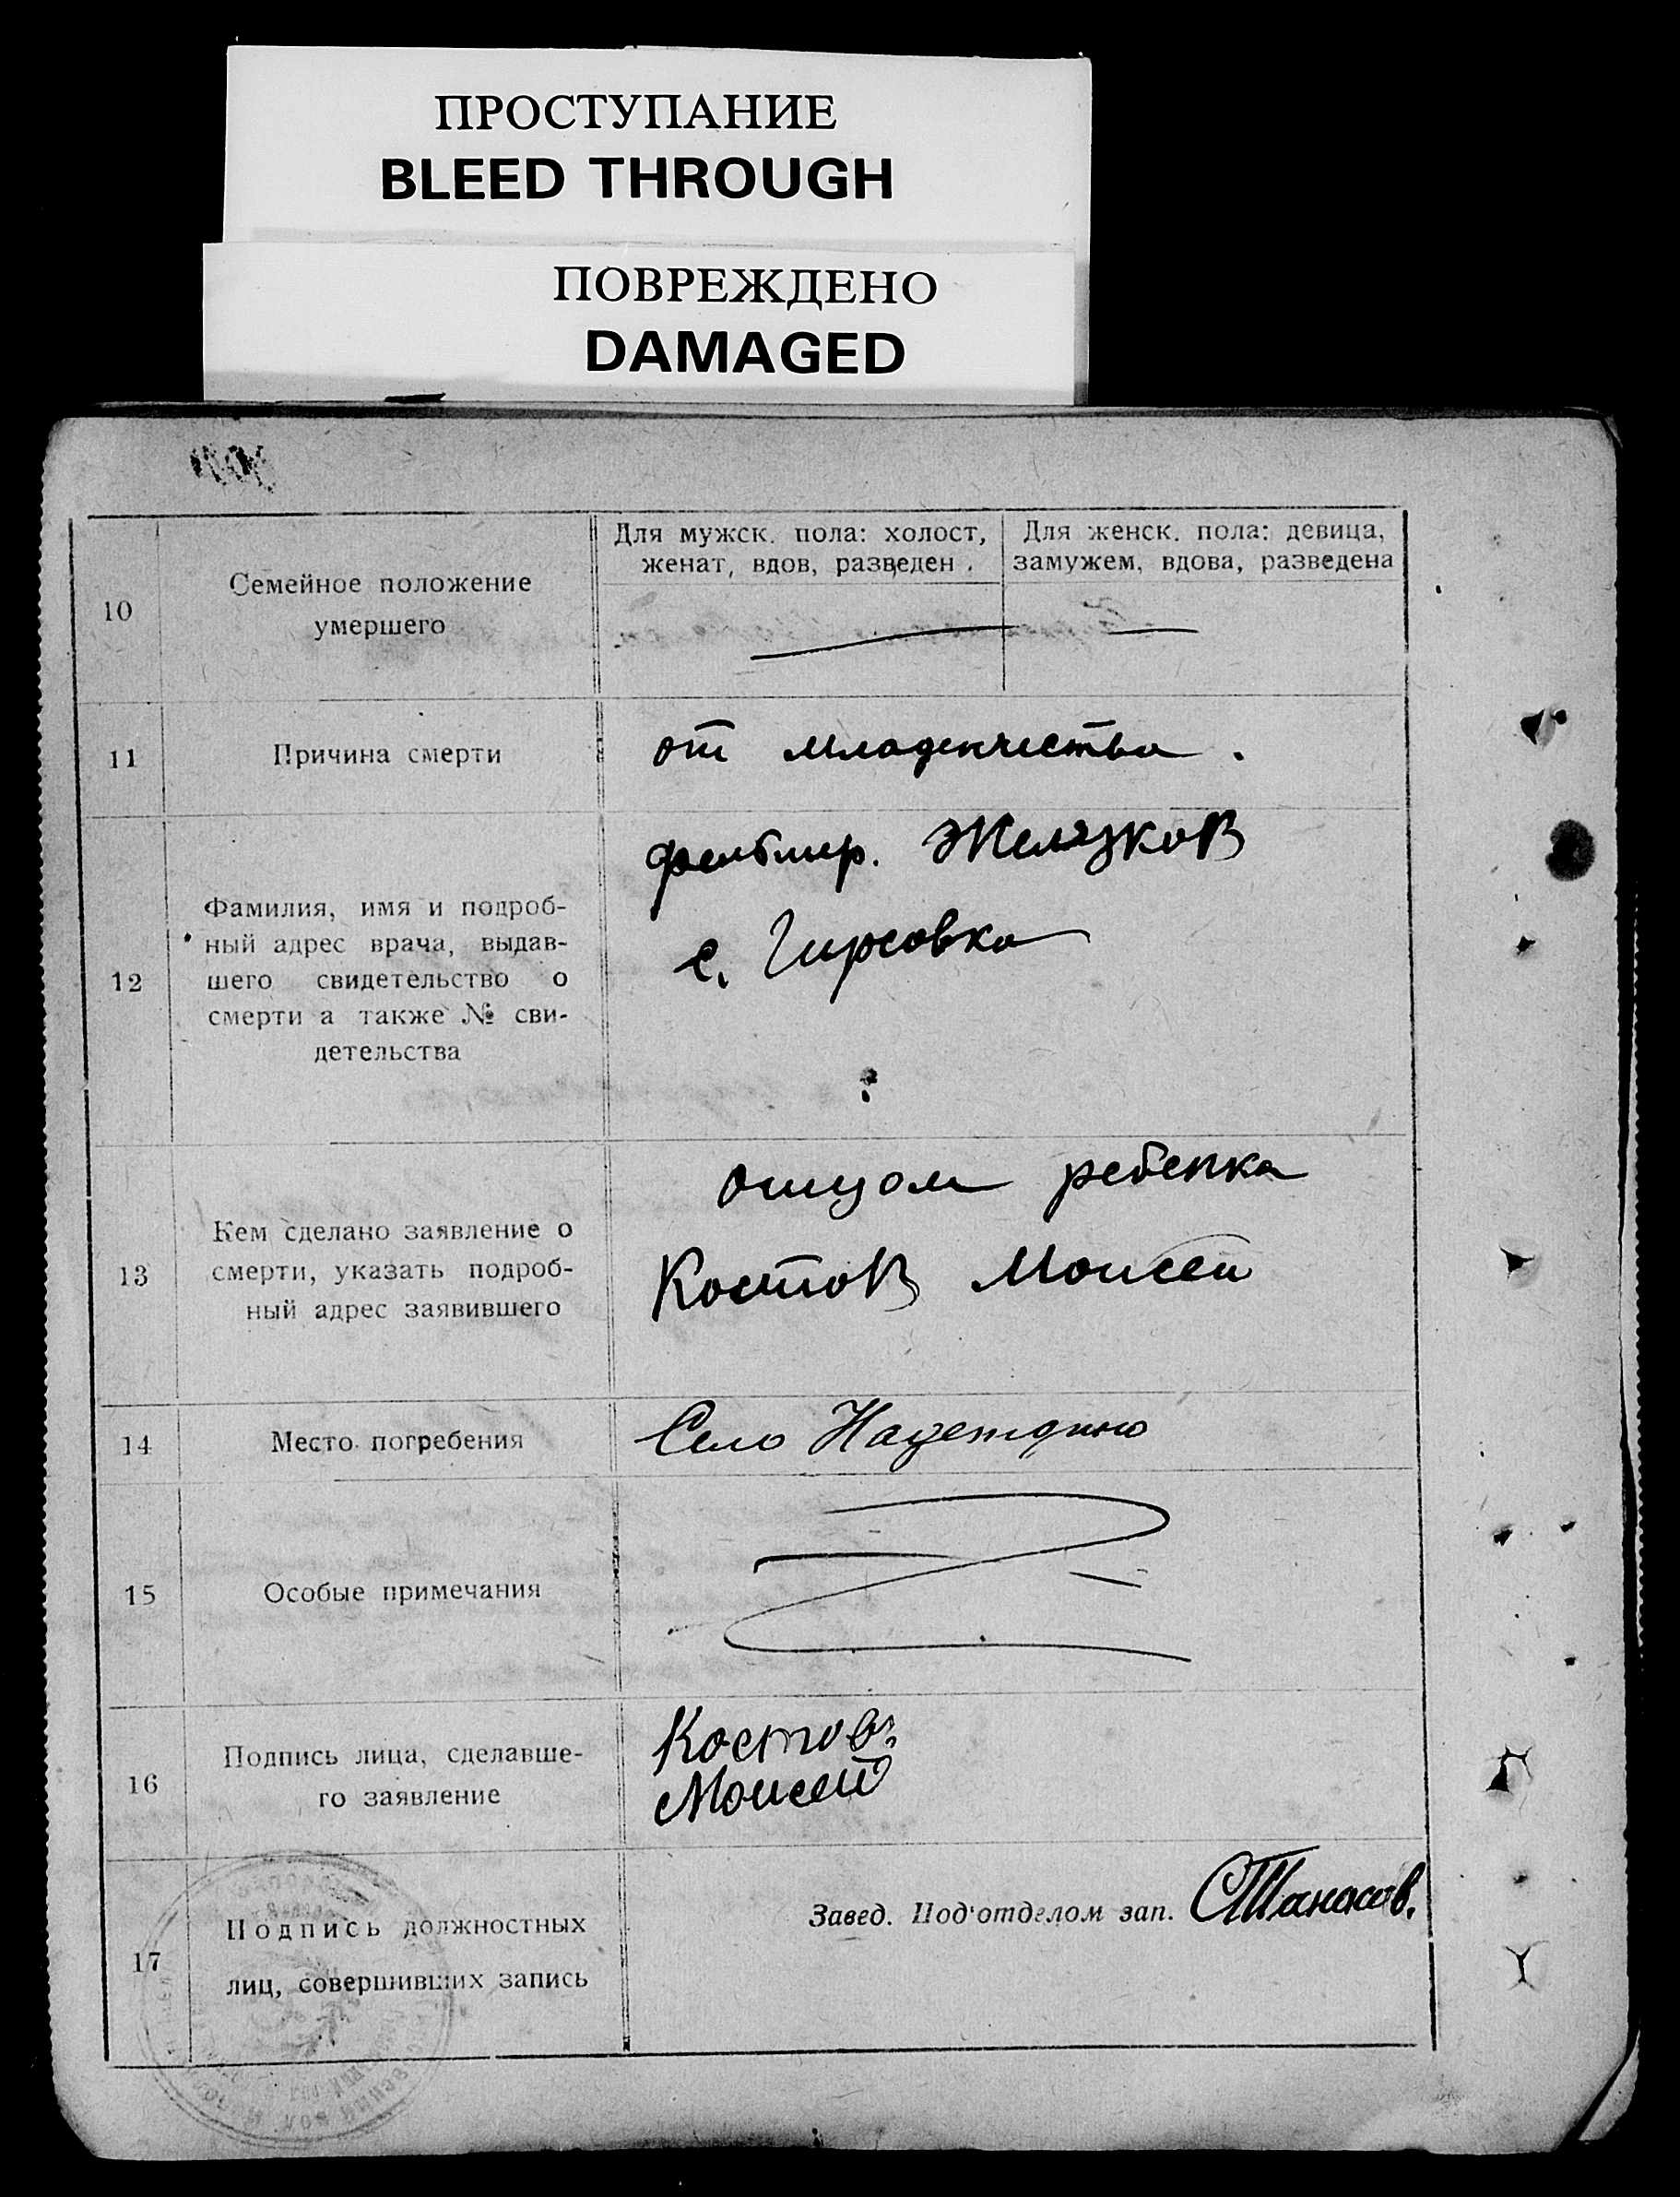 ПРОСТУПАНИЕ
BLEED THROUGH
ПОВРЕЖДЕНО
DAMAGED
10
Семейное положение
умершего
Для мужск. пола: холост,
женат, вдов, разведен.
Для женск. пола: девица,
замужем, вдова, разведена
11
Причина смерти
от младенчества.
12
Фамилия, имя и подроб-
ный адрес врача, выдав-
шего свидетельство о
смерти а также № сви-
детельства
Желязков
с. Гирсовка
13
Кем сделано заявление о
смерти, указать подроб-
ный адрес заявившего
отцом ребенка
Костов Моисей
14
Место погребения
Село Надеждино
15
Особые примечания
16
Подпись лица, сделавше-
го заявление
Костов
Моисей
17
Подпись должностных
лиц, совершивших запись
Завед. Под'отделом зап. СТанасов.